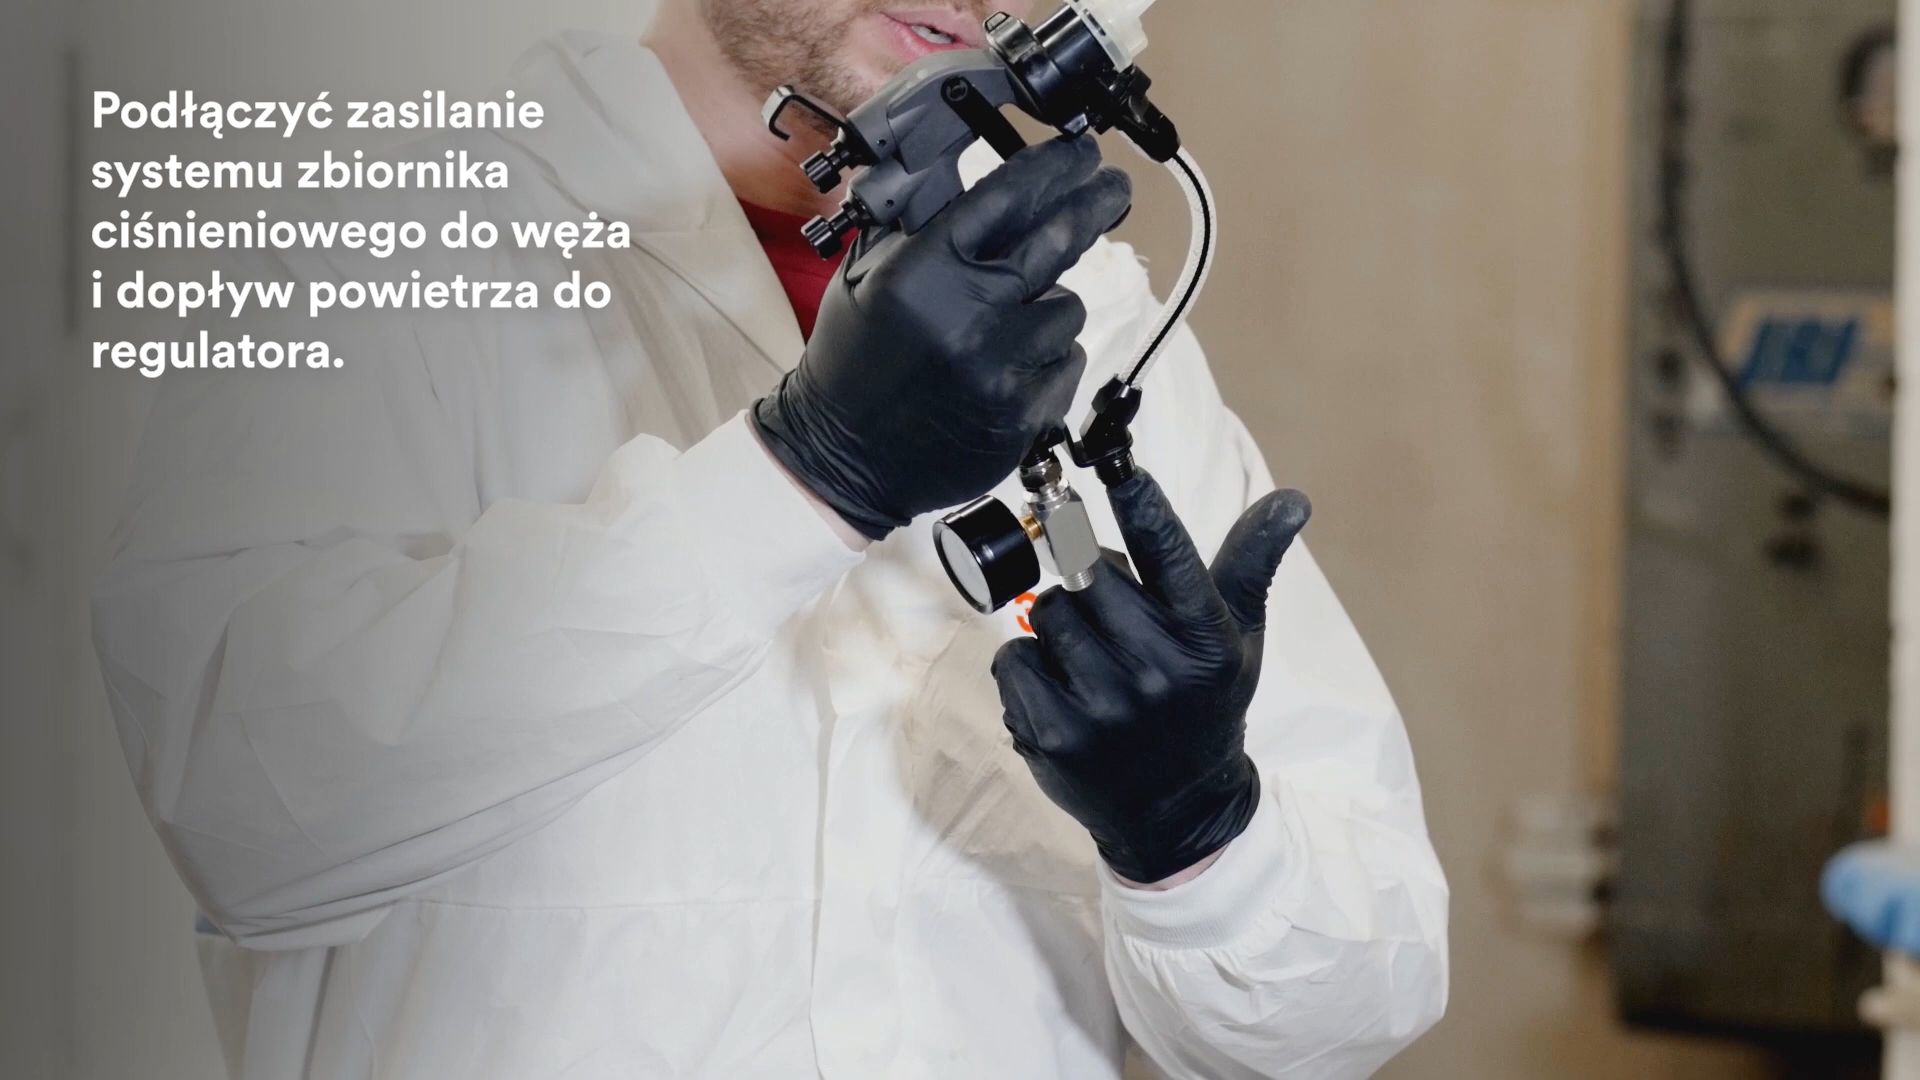 Podłączyć zasilanie
systemu zbiornika
ciśnieniowego do węża
i dopływ powietrza do
regulatora.